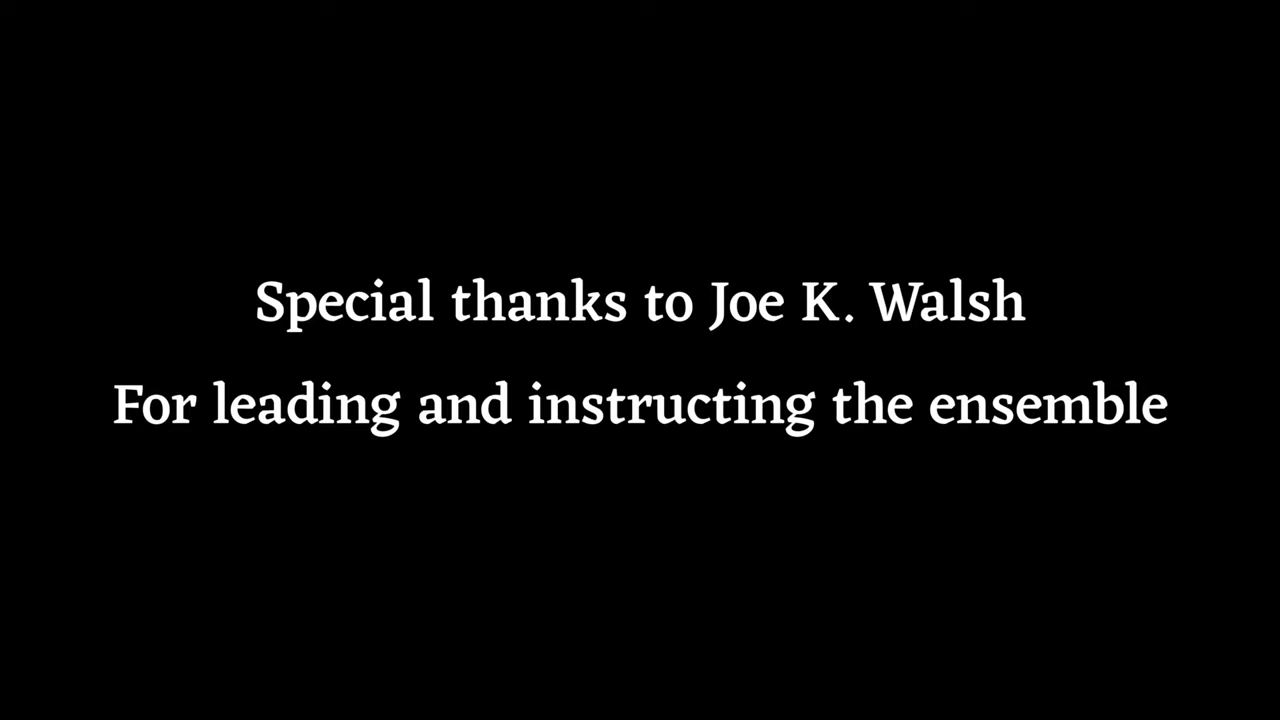 Special thanks to Joe K. Walsh
For leading and instructing the ensemble